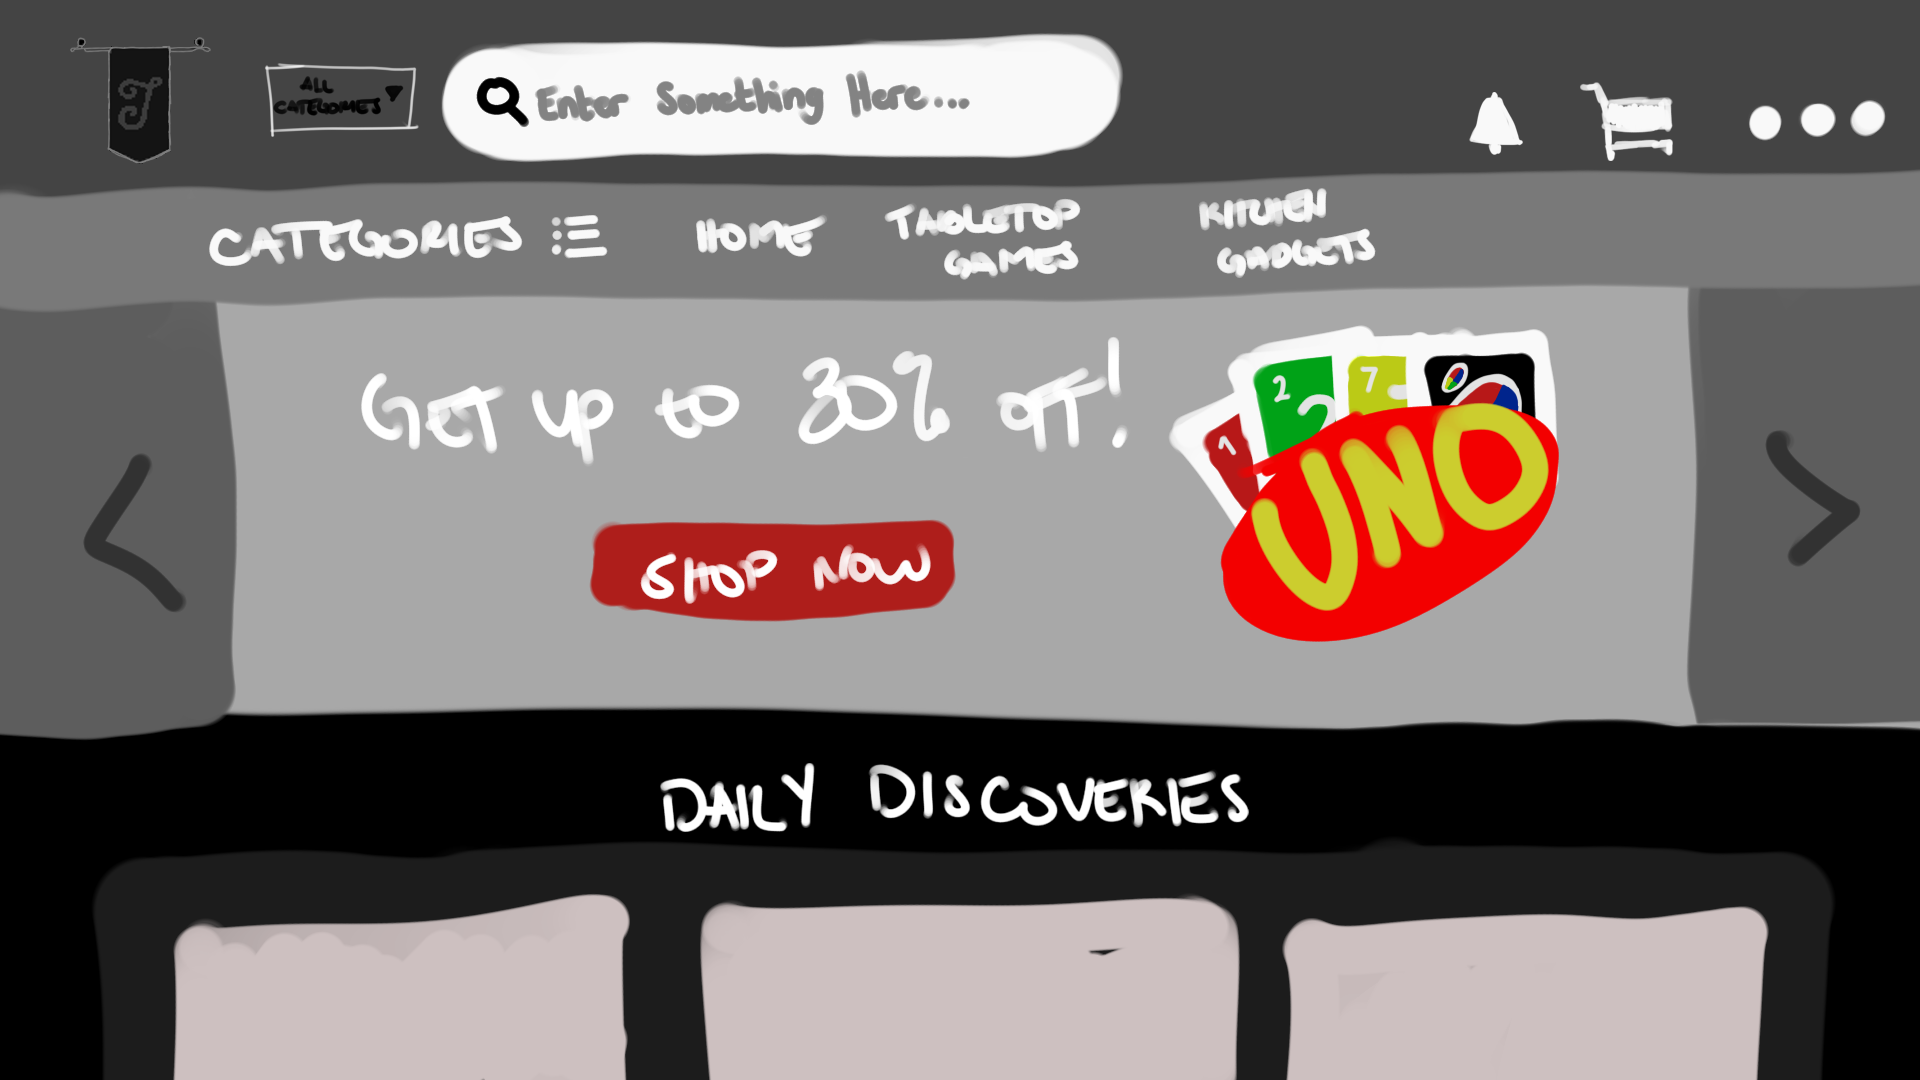 J
ALL
CATEGORIES
Enter Something Here...
CATEGORIES
HOME
TABLETOP
GAMES
KITCHEN
GADGETS
GET up to 30% off!
SHOP NOW
1
2
2
7
UNO
DAILY DISCOVERIES